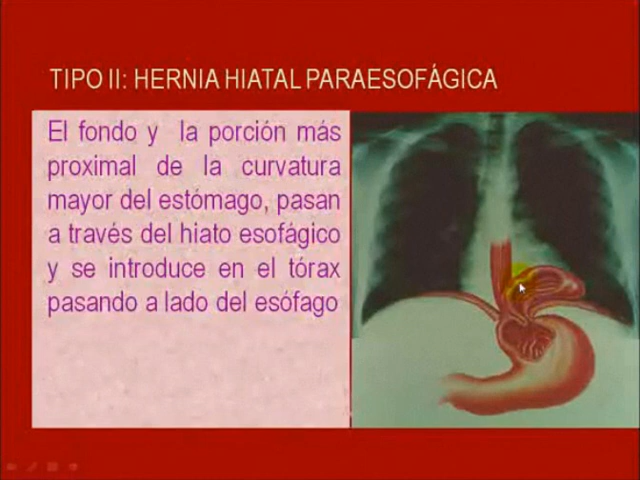 TIPO II: HERNIA HIATAL PARAESOFÁGICA
El fondo y la porción más
proximal de la curvatura
mayor del estómago, pasan
a través del hiato esofágico
y se introduce en el tórax
pasando a lado del esófago